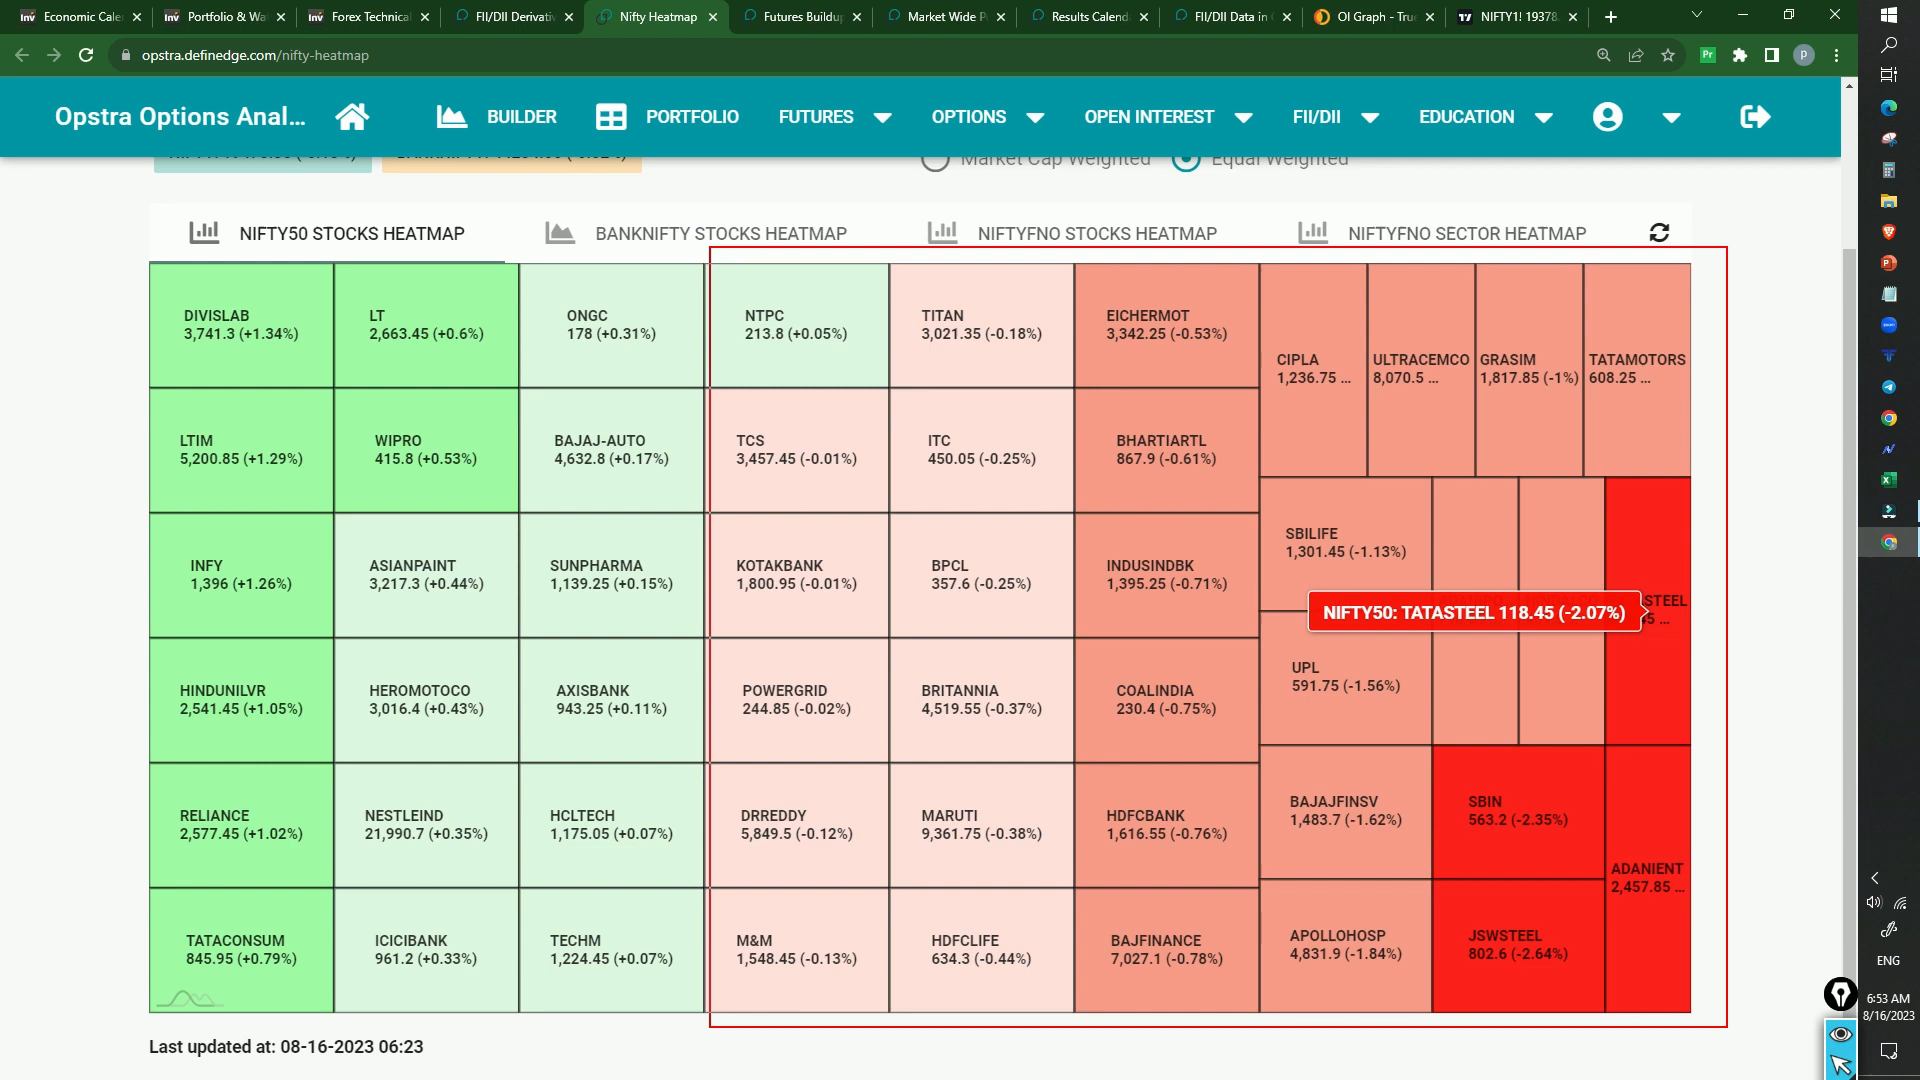 Economic Cale
Portfolio & Wa
Forex Technica
FII/DII Derivativ
Nifty Heatmap
Futures Buildup
Market Wide P
Results Calend
FII/DII Data in
OI Graph - Tru
NIFTY1! 19378.
opstra.definedge.com/nifty-heatmap
Opstra Options Anal...
BUILDER
PORTFOLIO
FUTURES
OPTIONS
OPEN INTEREST
FII/DII
EDUCATION
Market Cap Weighted
Equal Weighted
NIFTY50 STOCKS HEATMAP
BANKNIFTY STOCKS HEATMAP
NIFTYFNO STOCKS HEATMAP
NIFTYFNO SECTOR HEATMAP
DIVISLAB
3,741.3 (+1.34%)
LT
2,663.45 (+0.6%)
ONGC
178 (+0.31%)
NTPC
213.8 (+0.05%)
TITAN
3,021.35 (-0.18%)
EICHERMOT
3,342.25 (-0.53%)
CIPLA
1,236.75 ...
ULTRACEMCO
8,070.5 ...
GRASIM
1,817.85 (-1%)
TATAMOTORS
608.25 ...
LTIM
5,200.85 (+1.29%)
WIPRO
415.8 (+0.53%)
BAJAJ-AUTO
4,632.8 (+0.17%)
TCS
3,457.45 (-0.01%)
ITC
450.05 (-0.25%)
BHARTIARTL
867.9 (-0.61%)
INFY
1,396 (+1.26%)
ASIANPAINT
3,217.3 (+0.44%)
SUNPHARMA
1,139.25 (+0.15%)
KOTAKBANK
1,800.95 (-0.01%)
BPCL
357.6 (-0.25%)
INDUSINDBK
1,395.25 (-0.71%)
SBILIFE
1,301.45 (-1.13%)
NIFTY50: TATASTEEL 118.45 (-2.07%)
STEEL
45 ...
HINDUNILVR
2,541.45 (+1.05%)
HEROMOTOCO
3,016.4 (+0.43%)
AXISBANK
943.25 (+0.11%)
POWERGRID
244.85 (-0.02%)
BRITANNIA
4,519.55 (-0.37%)
COALINDIA
230.4 (-0.75%)
UPL
591.75 (-1.56%)
RELIANCE
2,577.45 (+1.02%)
NESTLEIND
21,990.7 (+0.35%)
HCLTECH
1,175.05 (+0.07%)
DRREDDY
5,849.5 (-0.12%)
MARUTI
9,361.75 (-0.38%)
HDFCBANK
1,616.55 (-0.76%)
BAJAJFINSV
1,483.7 (-1.62%)
SBIN
563.2 (-2.35%)
ADANIENT
2,457.85 ...
TATACONSUM
845.95 (+0.79%)
ICICIBANK
961.2 (+0.33%)
TECHM
1,224.45 (+0.07%)
M&M
1,548.45 (-0.13%)
HDFCLIFE
634.3 (-0.44%)
BAJFINANCE
7,027.1 (-0.78%)
APOLLOHOSP
4,831.9 (-1.84%)
JSWSTEEL
802.6 (-2.64%)
Last updated at: 08-16-2023 06:23
ENG
6:53 AM
8/16/2023